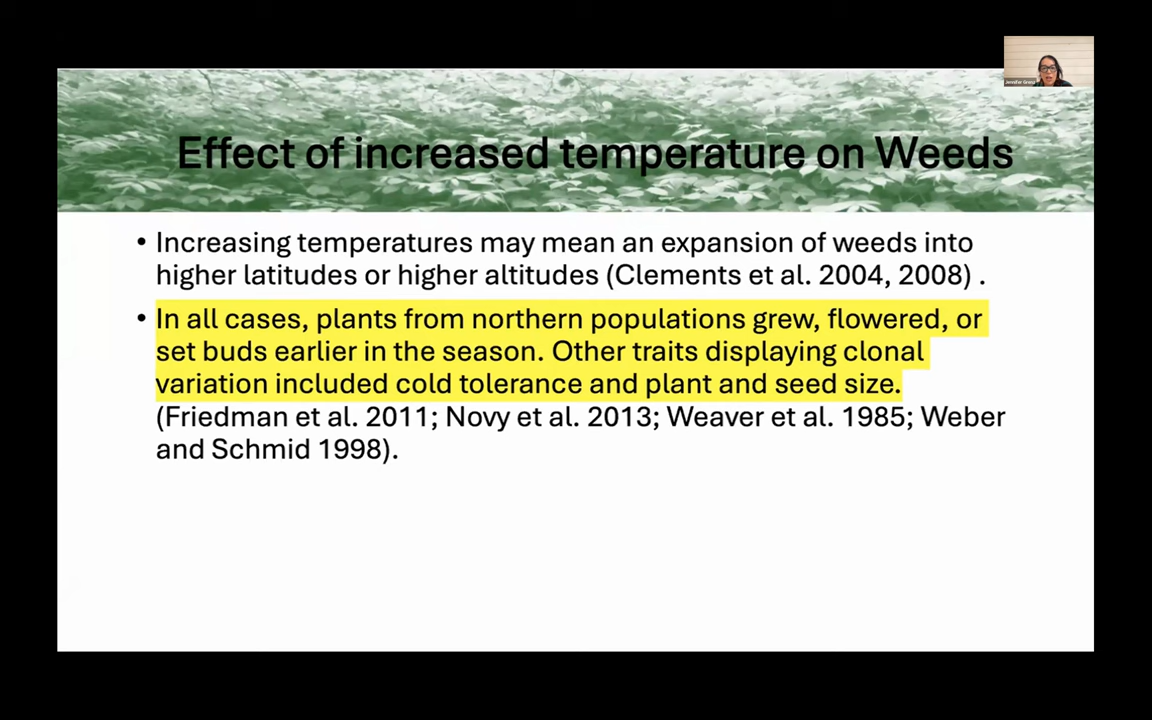 Jennifer Grenz
Effect of increased temperature on Weeds
• Increasing temperatures may mean an expansion of weeds into
higher latitudes or higher altitudes (Clements et al. 2004, 2008) .
• In all cases, plants from northern populations grew, flowered, or
set buds earlier in the season. Other traits displaying clonal
variation included cold tolerance and plant and seed size.
(Friedman et al. 2011; Novy et al. 2013; Weaver et al. 1985; Weber
and Schmid 1998).